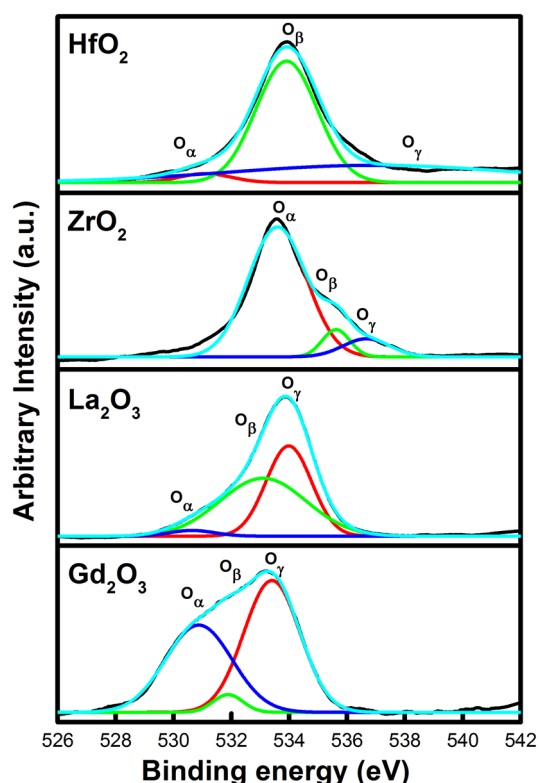 HfO₂
Oβ
Oα
Oγ
ZrO₂
Oα
Oβ
Oγ
La₂O₃
Oγ
Oβ
Oα
Gd₂O₃
Oβ
Oγ
Oα
Arbitrary Intensity (a.u.)
526 528 530 532 534 536 538 540 542
Binding energy (eV)